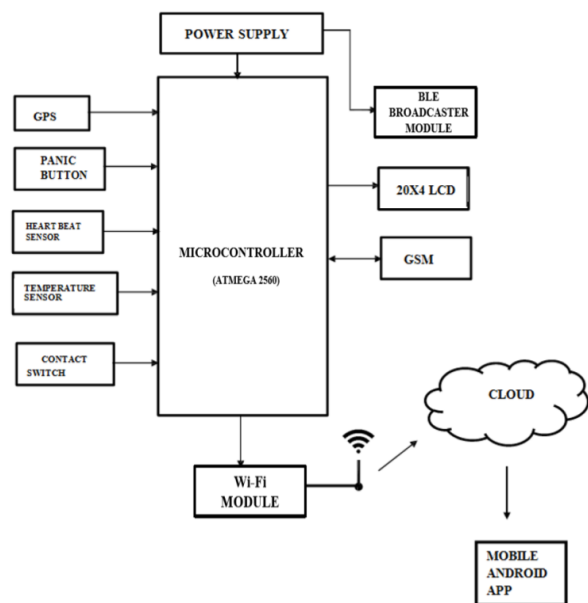 POWER SUPPLY
GPS
PANIC
BUTTON
HEART BEAT
SENSOR
TEMPERATURE
SENSOR
CONTACT
SWITCH
MICROCONTROLLER
(ATMEGA 2560)
BLE
BROADCASTER
MODULE
20X4 LCD
GSM
CLOUD
Wi-Fi
MODULE
MOBILE
ANDROID
APP